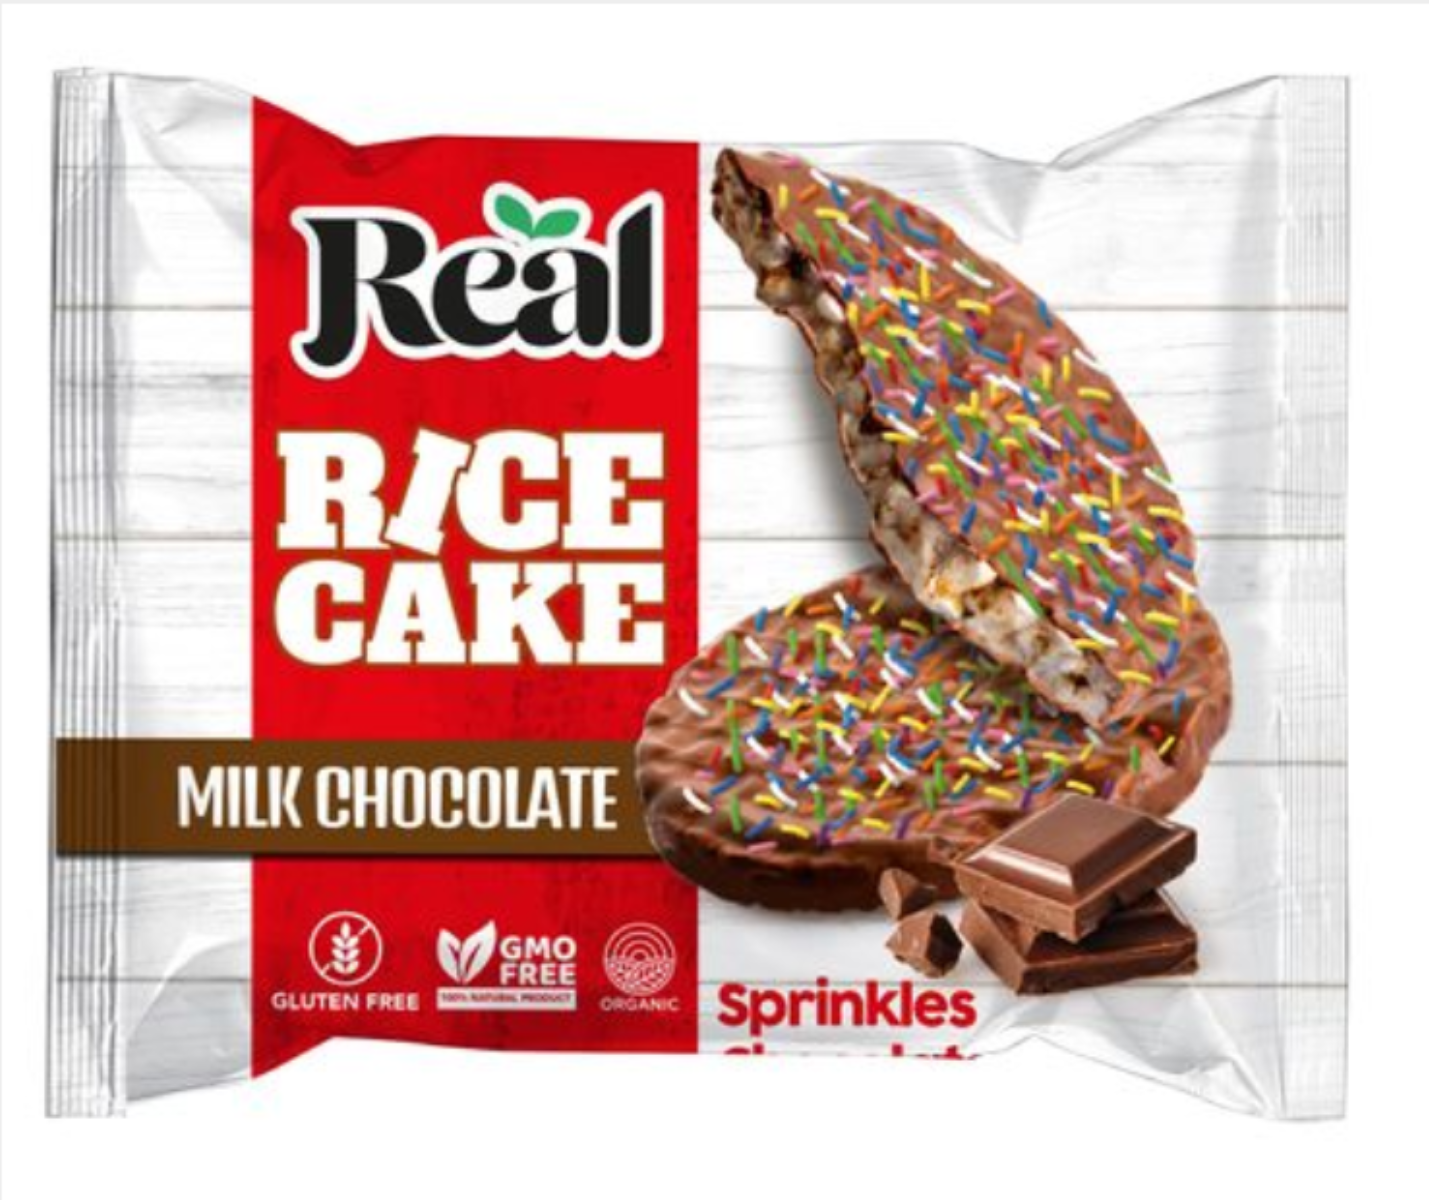 Real
RICE
CAKE
MILK CHOCOLATE
GLUTEN FREE
GMO
FREE
100% NATURAL PRODUCT
ORGANIC
Sprinkles